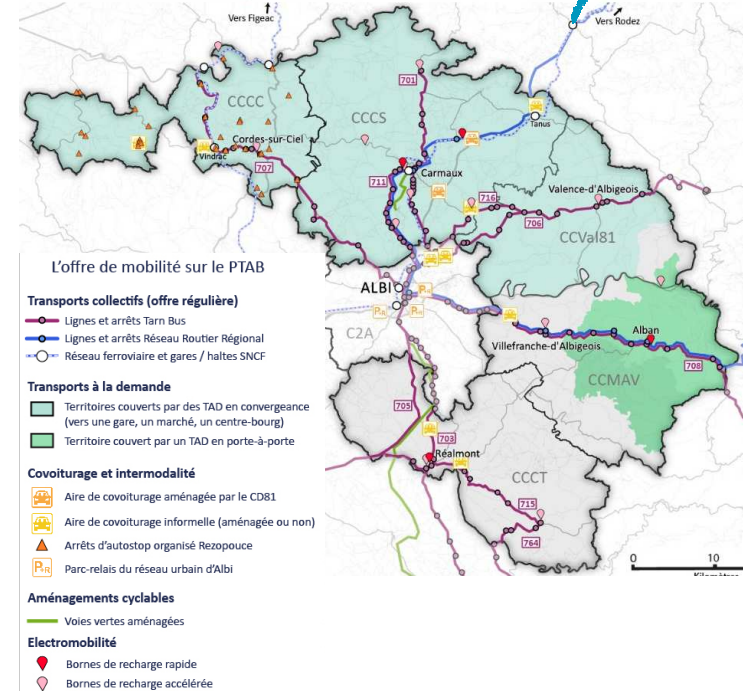 Vers Figeac
Vers Rodez
CCCC
701
CCCS
Tanus
Cordes-sur-Ciel
Vindrac
707
Carmaux
711
716
Valence-d'Albigeois
706
CCVal81
ALBI
P+R
P+R
P+R
C2A
Villefranche-d'Albigeois
Alban
708
CCMAV
705
703
Réalmont
CCCT
715
764
0 10
L'offre de mobilité sur le PTAB
Transports collectifs (offre régulière)
Lignes et arrêts Tarn Bus
Lignes et arrêts Réseau Routier Régional
Réseau ferroviaire et gares / haltes SNCF
Transports à la demande
Territoires couverts par des TAD en convergeance
(vers une gare, un marché, un centre-bourg)
Territoire couvert par un TAD en porte-à-porte
Covoiturage et intermodalité
Aire de covoiturage aménagée par le CD81
Aire de covoiturage informelle (aménagée ou non)
Arrêts d'autostop organisé Rezopouce
P+R Parc-relais du réseau urbain d'Albi
Aménagements cyclables
Voies vertes aménagées
Electromobilité
Bornes de recharge rapide
Bornes de recharge accélérée